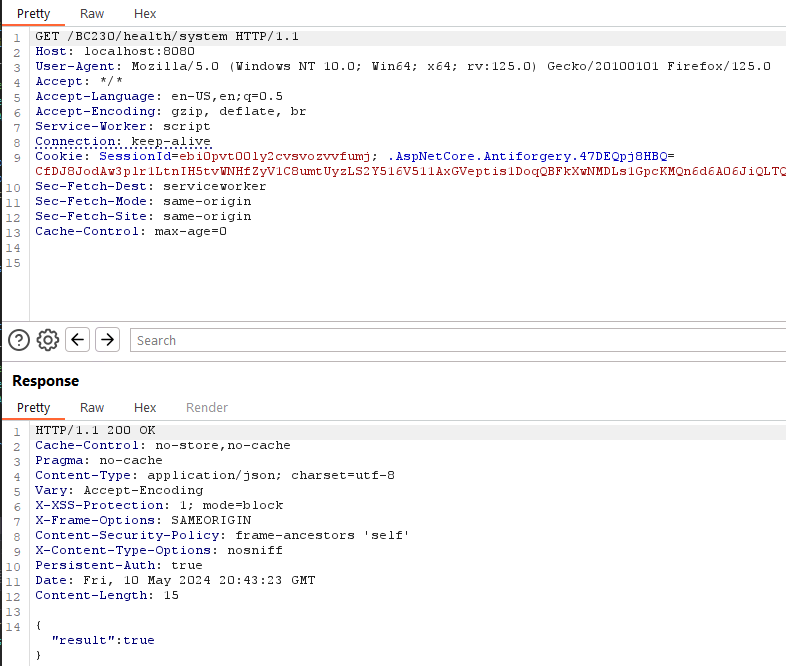 Pretty Raw Hex
1 GET /BC230/health/system HTTP/1.1
2 Host: localhost:8080
3 User-Agent: Mozilla/5.0 (Windows NT 10.0; Win64; x64; rv:125.0) Gecko/20100101 Firefox/125.0
4 Accept: */*
5 Accept-Language: en-US,en;q=0.5
6 Accept-Encoding: gzip, deflate, br
7 Service-Worker: script
8 Connection: keep-alive
9 Cookie: SessionId=ebi0pvt00ly2cvsvozvvfumj; .AspNetCore.Antiforgery.47DEQpj8HBQ=
CfDJ8JodAw3plr1LtnIH5tvWNHfZyV1C8umtUyzLS2Y516V511AxGVeptis1DoqQBFkXwNMDLs1GpcKMQn6d6A06JiQLTQ
10 Sec-Fetch-Dest: serviceworker
11 Sec-Fetch-Mode: same-origin
12 Sec-Fetch-Site: same-origin
13 Cache-Control: max-age=0
14
15
Search
Response
Pretty Raw Hex Render
1 HTTP/1.1 200 OK
2 Cache-Control: no-store,no-cache
3 Pragma: no-cache
4 Content-Type: application/json; charset=utf-8
5 Vary: Accept-Encoding
6 X-XSS-Protection: 1; mode=block
7 X-Frame-Options: SAMEORIGIN
8 Content-Security-Policy: frame-ancestors 'self'
9 X-Content-Type-Options: nosniff
10 Persistent-Auth: true
11 Date: Fri, 10 May 2024 20:43:23 GMT
12 Content-Length: 15
13
14 {
"result":true
}